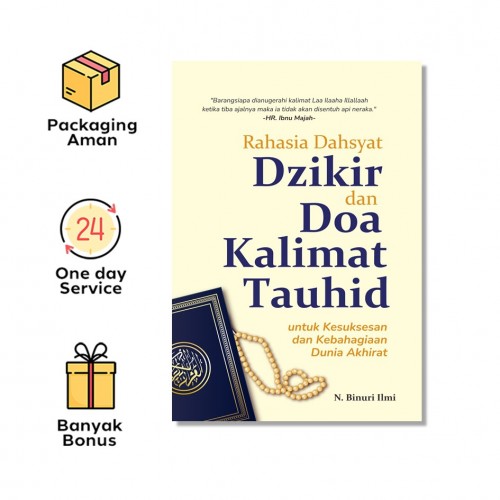 Packaging
Aman
24
One day
Service
Banyak
Bonus
"Barangsiapa dianugerahi kalimat Laa Ilaaha Illallaah
ketika tiba ajalnya maka ia tidak akan disentuh api neraka."
-HR. Ibnu Majah-
Rahasia Dahsyat
Dzikir
dan
Doa
Kalimat
Tauhid
untuk Kesuksesan
dan Kebahagiaan
Dunia Akhirat
N. Binuri Ilmi